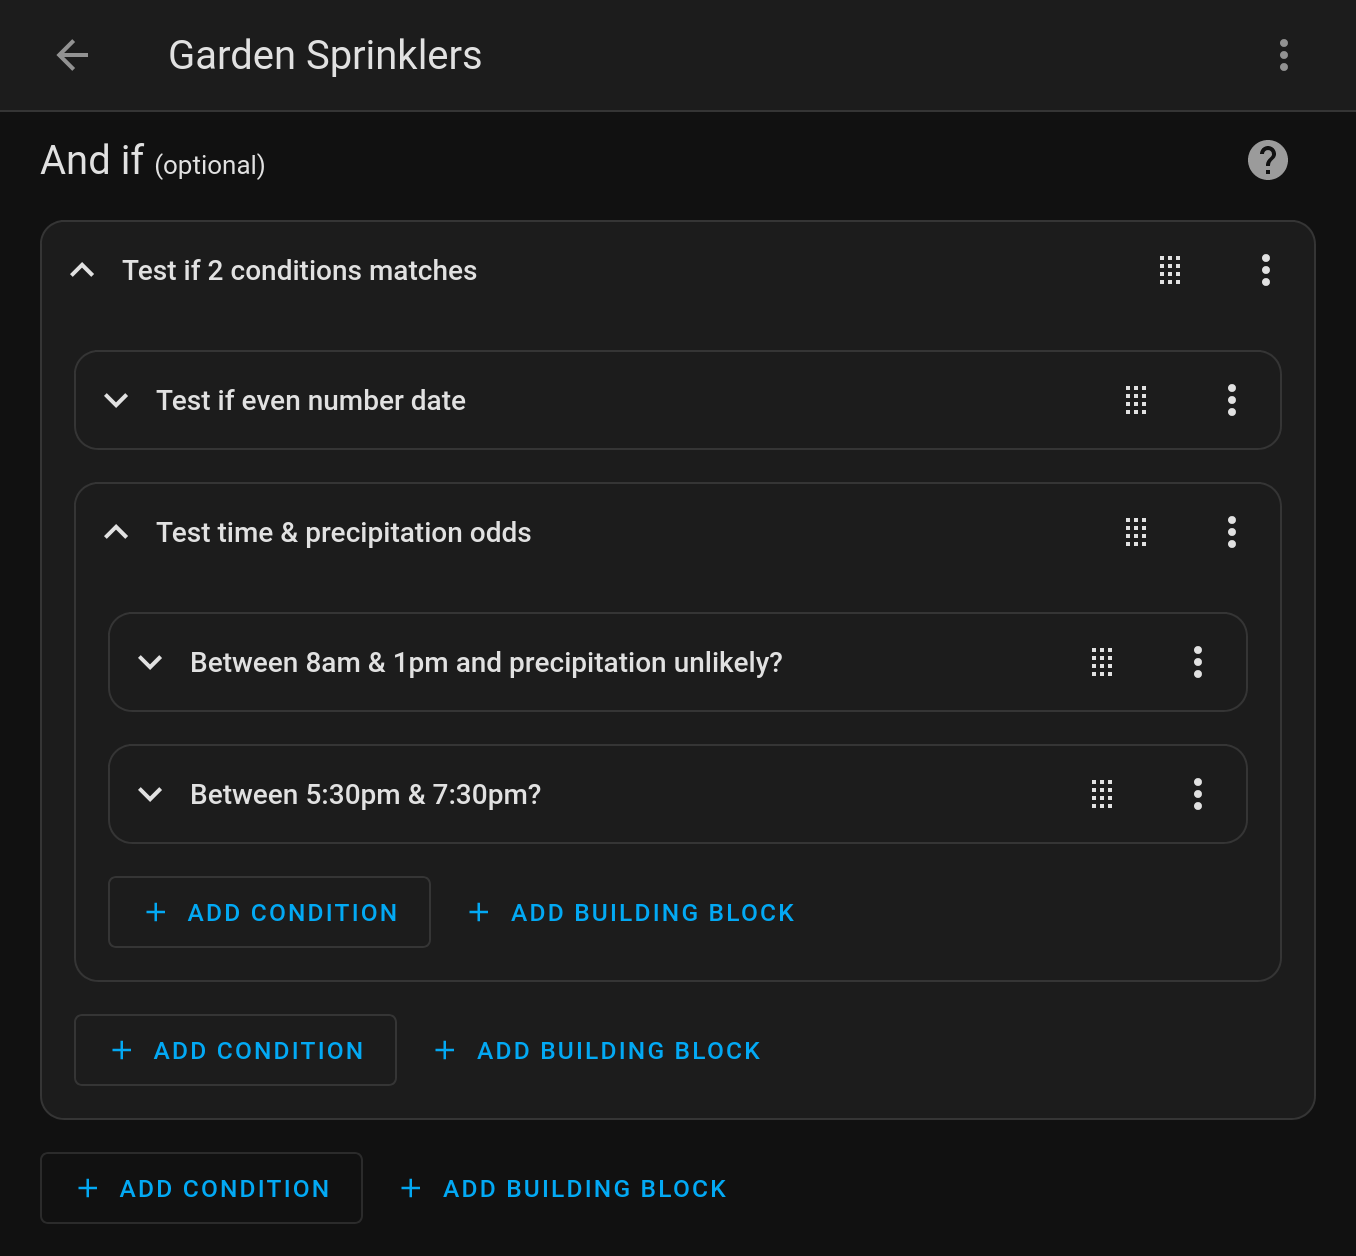 Garden Sprinklers
And if (optional)
Test if 2 conditions matches
Test if even number date
Test time & precipitation odds
Between 8am & 1pm and precipitation unlikely?
Between 5:30pm & 7:30pm?
+ ADD CONDITION + ADD BUILDING BLOCK
+ ADD CONDITION + ADD BUILDING BLOCK
+ ADD CONDITION + ADD BUILDING BLOCK